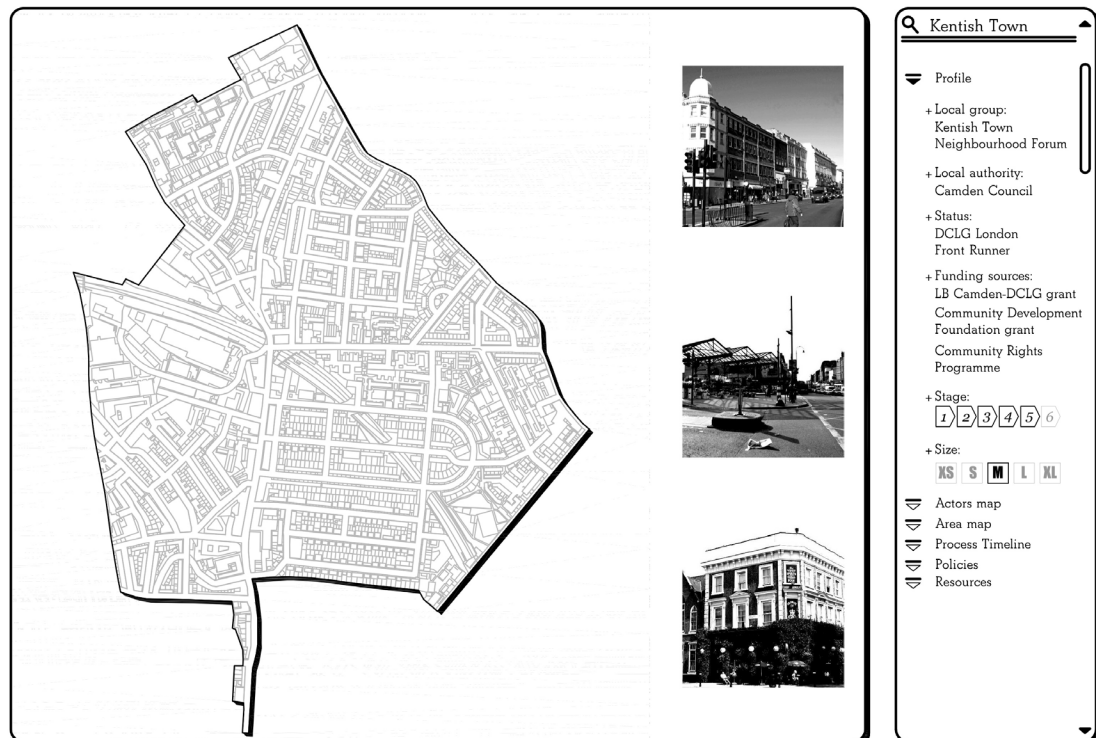 Kentish Town
Profile
+ Local group:
Kentish Town
Neighbourhood Forum
+ Local authority:
Camden Council
+ Status:
DCLG London
Front Runner
+ Funding sources:
LB Camden-DCLG grant
Community Development
Foundation grant
Community Rights
Programme
+ Stage:
1 2 3 4 5 6
+ Size:
XS S M L XL
Actors map
Area map
Process Timeline
Policies
Resources